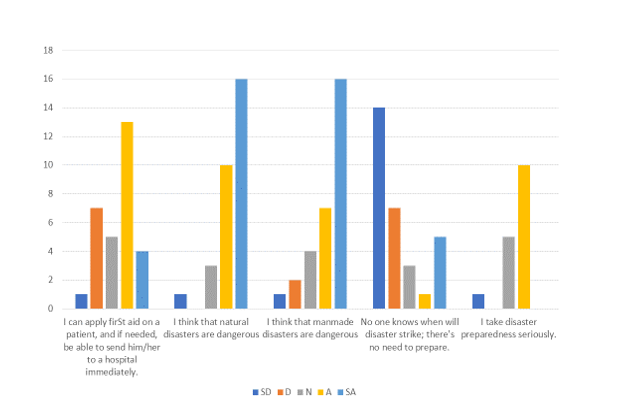 18
16
14
12
10
8
6
4
2
0
I can apply firSt aid on a
patient, and if needed,
be able to send him/her
to a hospital
immediately.
I think that natural
disasters are dangerous
I think that manmade
disasters are dangerous
No one knows when will
disaster strike; there's
no need to prepare.
I take disaster
preparedness seriously.
SD D N A SA